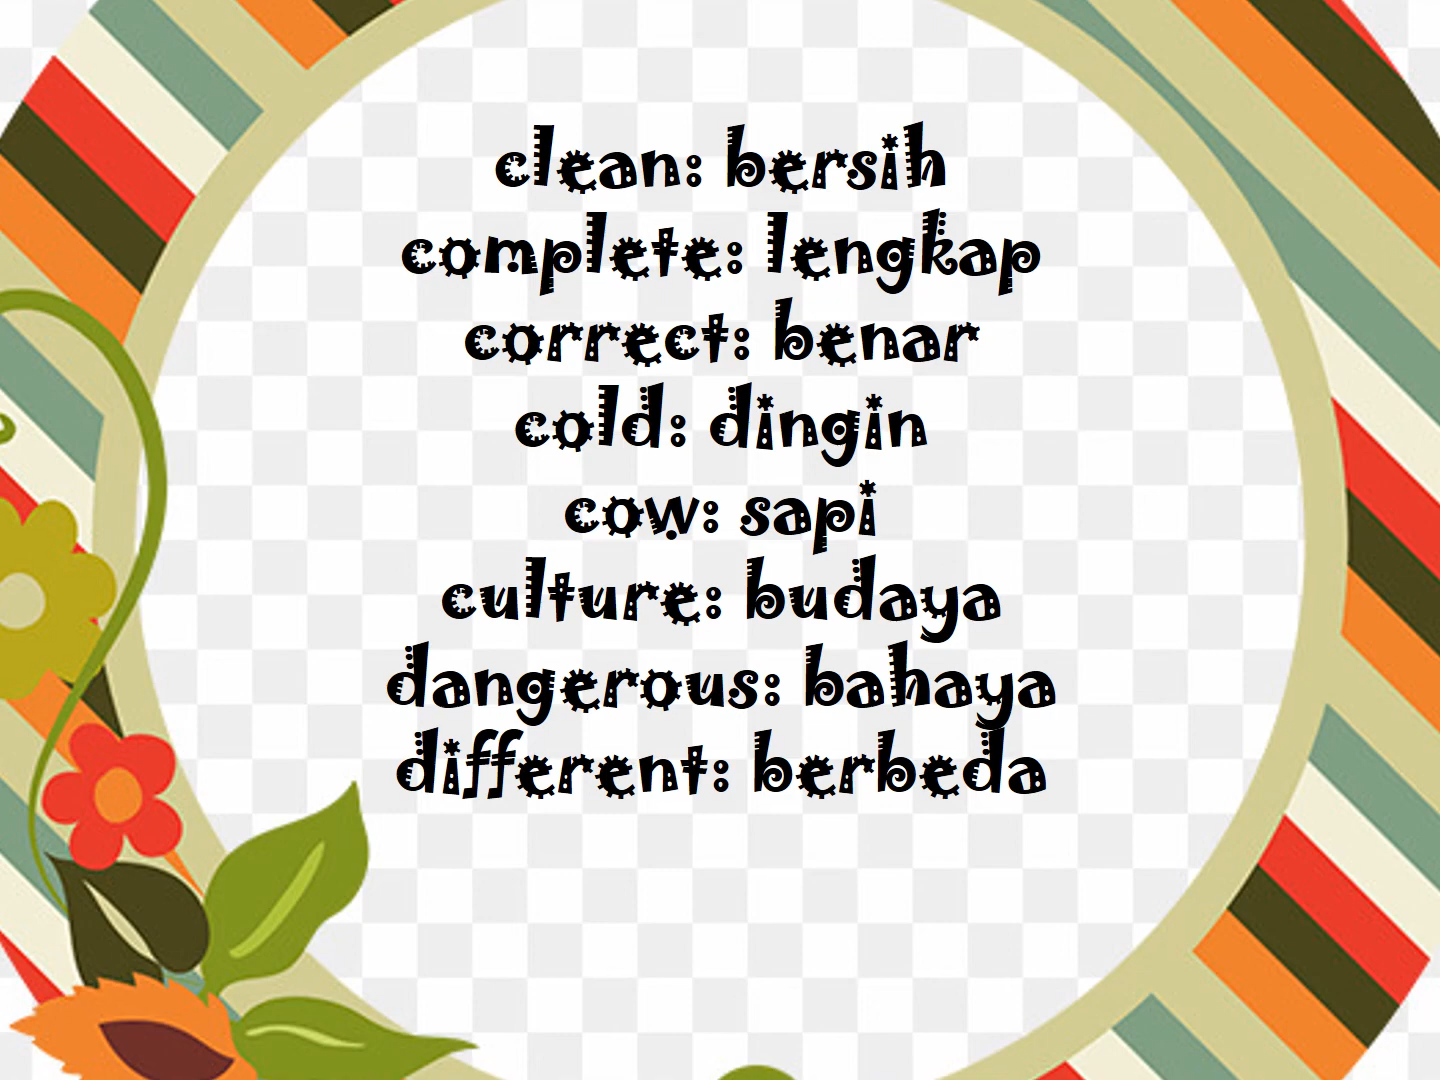 clean: bersih
complete: lengkap
correct: benar
cold: dingin
cow: sapi
culture: budaya
dangerous: bahaya
different: berbeda